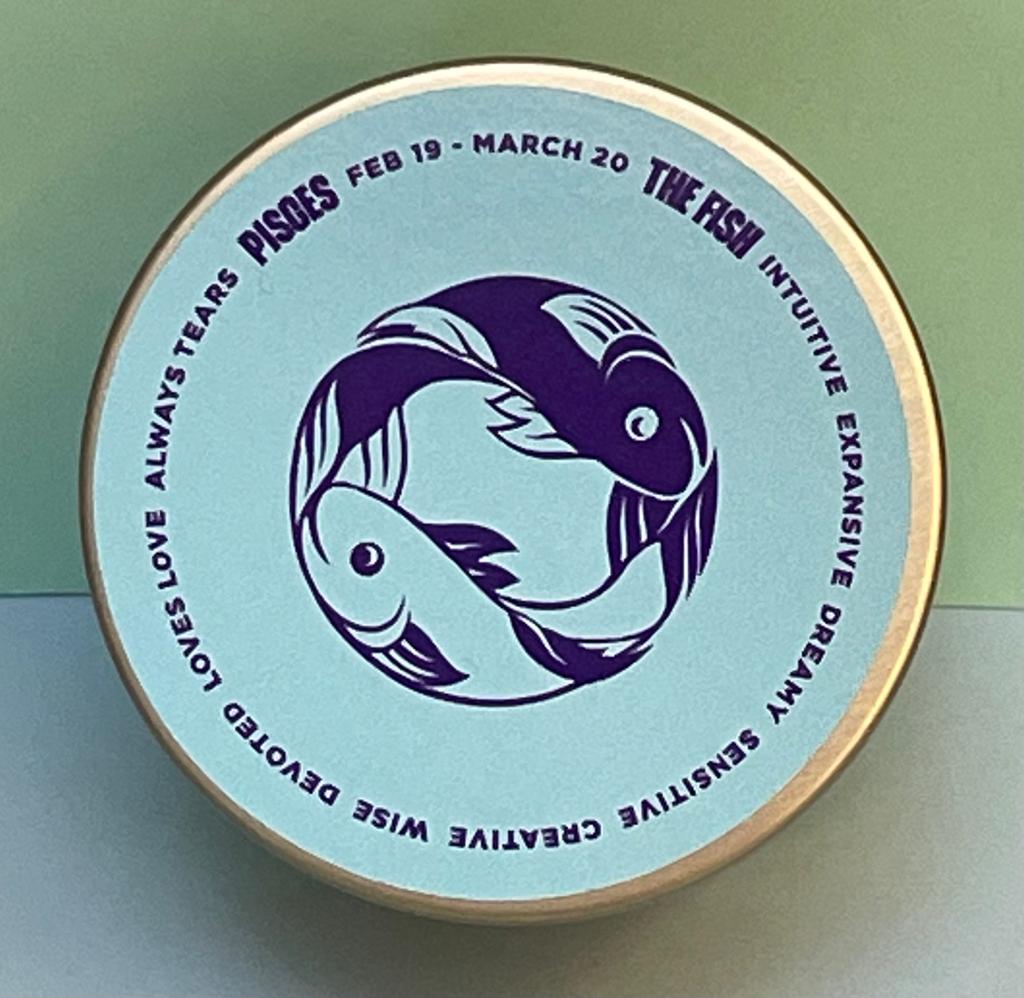 PISCES FEB 19 - MARCH 20 THE FISH INTUITIVE EXPANSIVE DREAMY SENSITIVE CREATIVE WISE DEVOTED LOVES LOVE ALWAYS TEARS